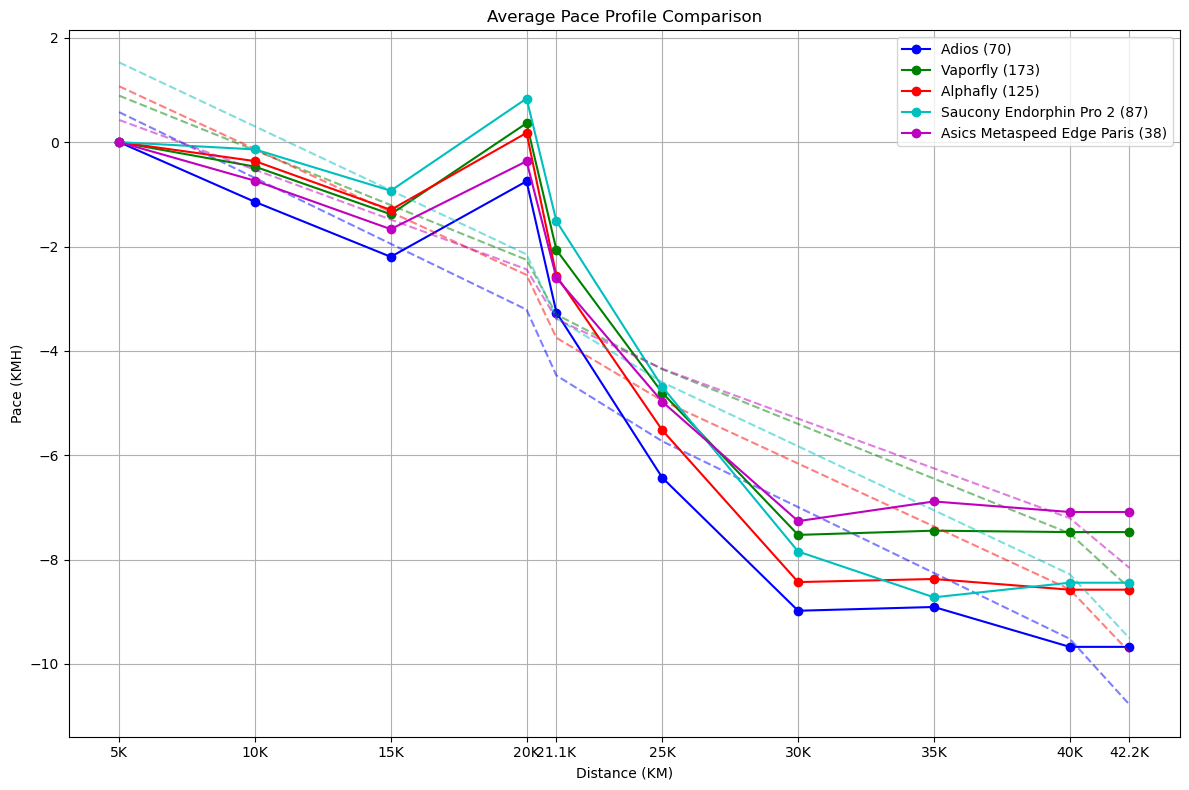 Average Pace Profile Comparison
Adios (70)
Vaporfly (173)
Alphafly (125)
Saucony Endorphin Pro 2 (87)
Asics Metaspeed Edge Paris (38)
Pace (KMH)
2
0
−2
−4
−6
−8
−10
5K 10K 15K 20K 21.1K 25K 30K 35K 40K 42.2K
Distance (KM)